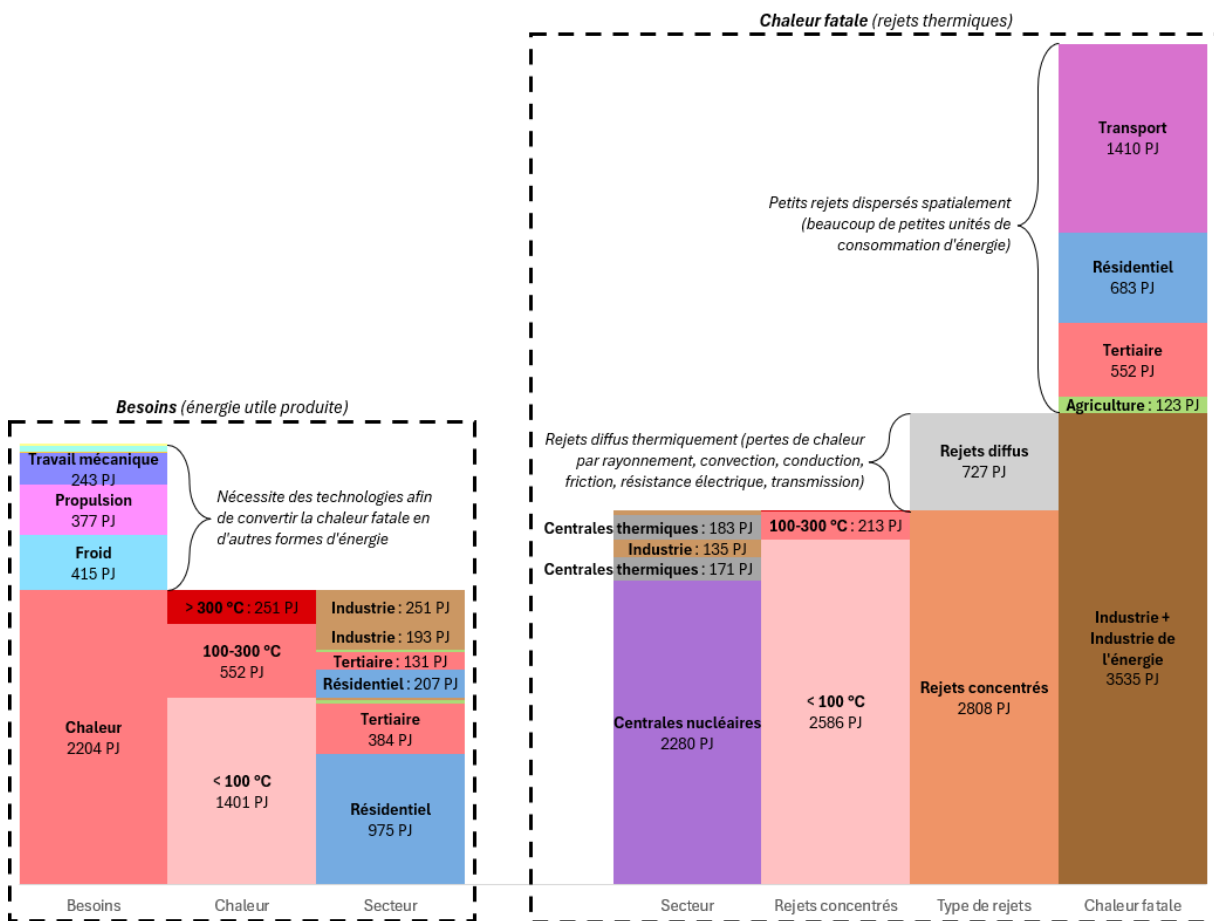 Chaleur fatale (rejets thermiques)
Transport
1410 PJ
Petits rejets dispersés spatialement
(beaucoup de petites unités de
consommation d'énergie)
Résidentiel
683 PJ
Tertiaire
552 PJ
Agriculture : 123 PJ
Besoins (énergie utile produite)
Travail mécanique
243 PJ
Propulsion
377 PJ
Froid
415 PJ
Nécessite des technologies afin
de convertir la chaleur fatale en
d'autres formes d'énergie
Chaleur
2204 PJ
> 300 °C : 251 PJ
100-300 °C
552 PJ
< 100 °C
1401 PJ
Industrie : 251 PJ
Industrie : 193 PJ
Tertiaire : 131 PJ
Résidentiel : 207 PJ
Tertiaire
384 PJ
Résidentiel
975 PJ
Rejets diffus thermiquement (pertes de chaleur
par rayonnement, convection, conduction,
friction, résistance électrique, transmission)
Rejets diffus
727 PJ
Centrales thermiques : 183 PJ
Industrie : 135 PJ
Centrales thermiques : 171 PJ
Centrales nucléaires
2280 PJ
100-300 °C : 213 PJ
< 100 °C
2586 PJ
Rejets concentrés
2808 PJ
Industrie +
Industrie de
l'énergie
3535 PJ
Besoins
Chaleur
Secteur
Secteur
Rejets concentrés
Type de rejets
Chaleur fatale